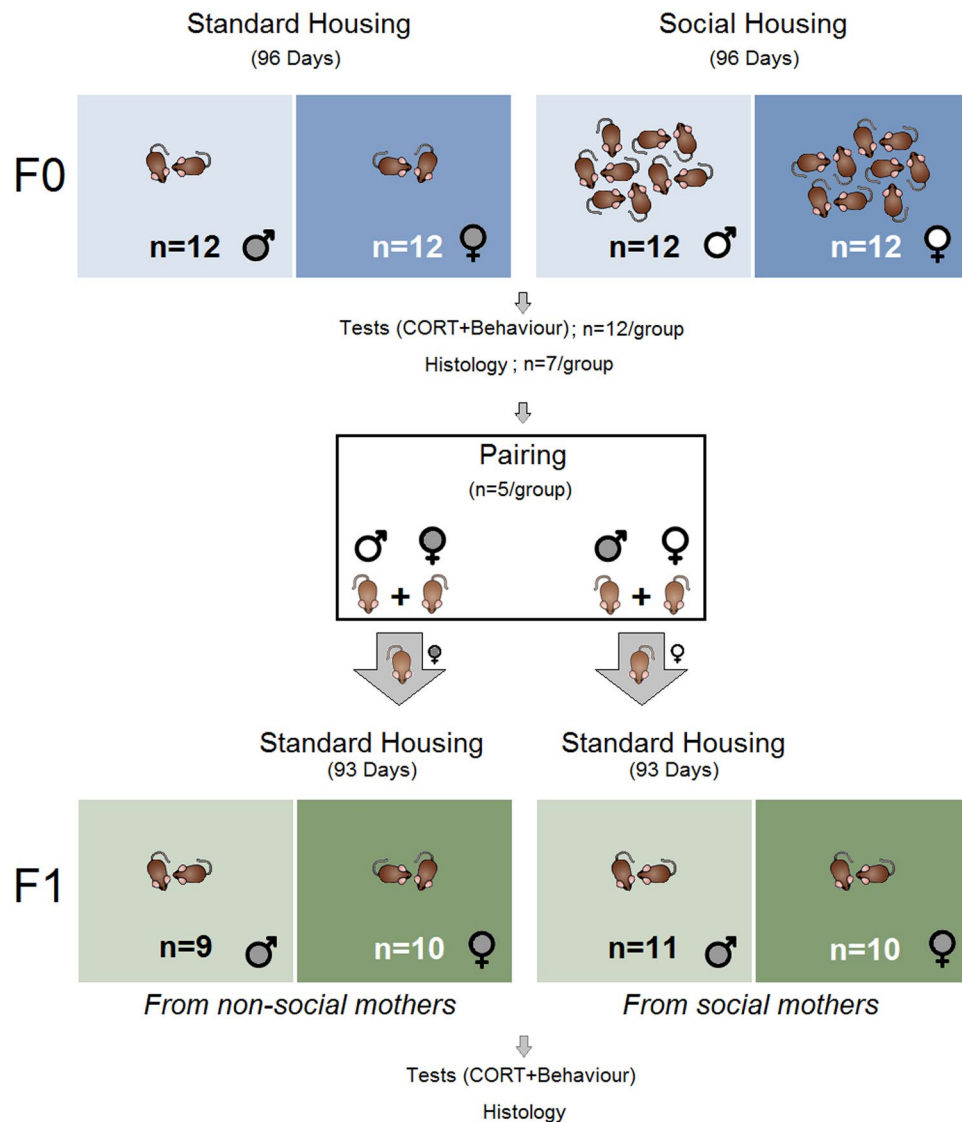 Standard Housing
(96 Days)
Social Housing
(96 Days)
F0
n=12 ♂
n=12 ♀
n=12 ♂
n=12 ♀
Tests (CORT+Behaviour); n=12/group
Histology ; n=7/group
Pairing
(n=5/group)
♂ ♀ ♂ ♀
+ +
♀ ♀
Standard Housing
(93 Days)
Standard Housing
(93 Days)
F1
n=9 ♂
n=10 ♀
n=11 ♂
n=10 ♀
From non-social mothers
From social mothers
Tests (CORT+Behaviour)
Histology